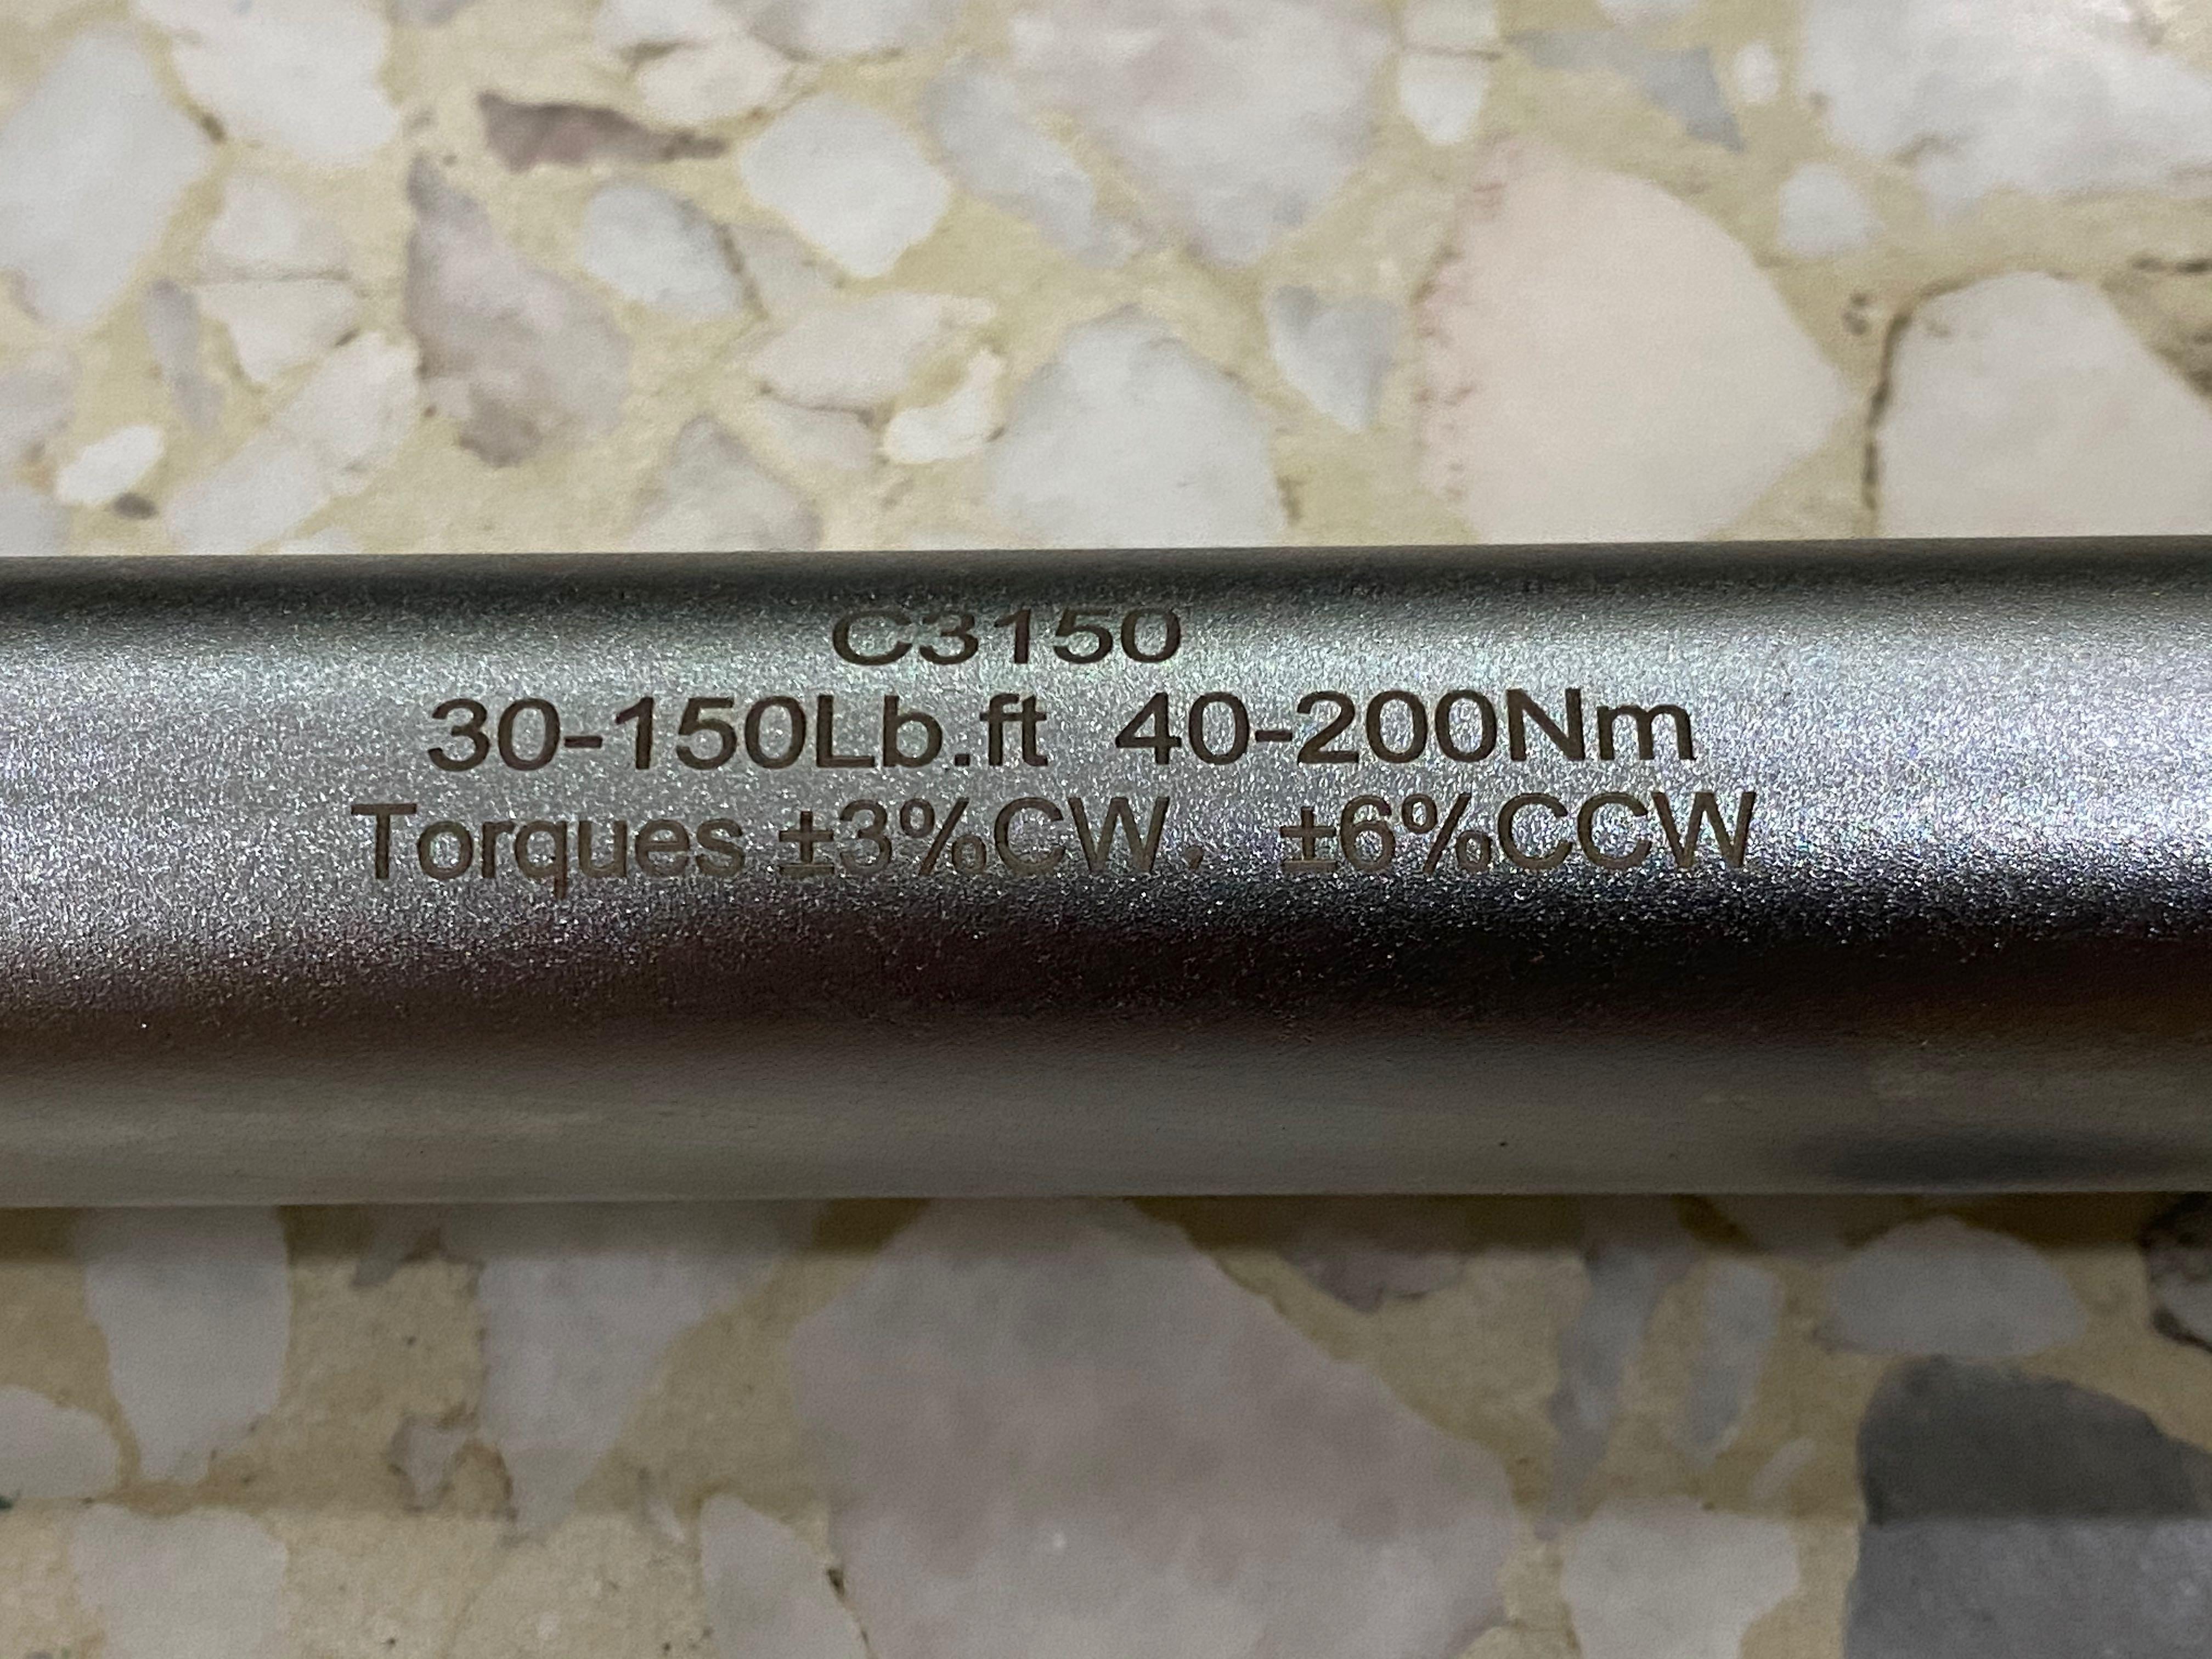 C3150
30-150Lb.ft 40-200Nm
Torques ±3%CW, ±6%CCW